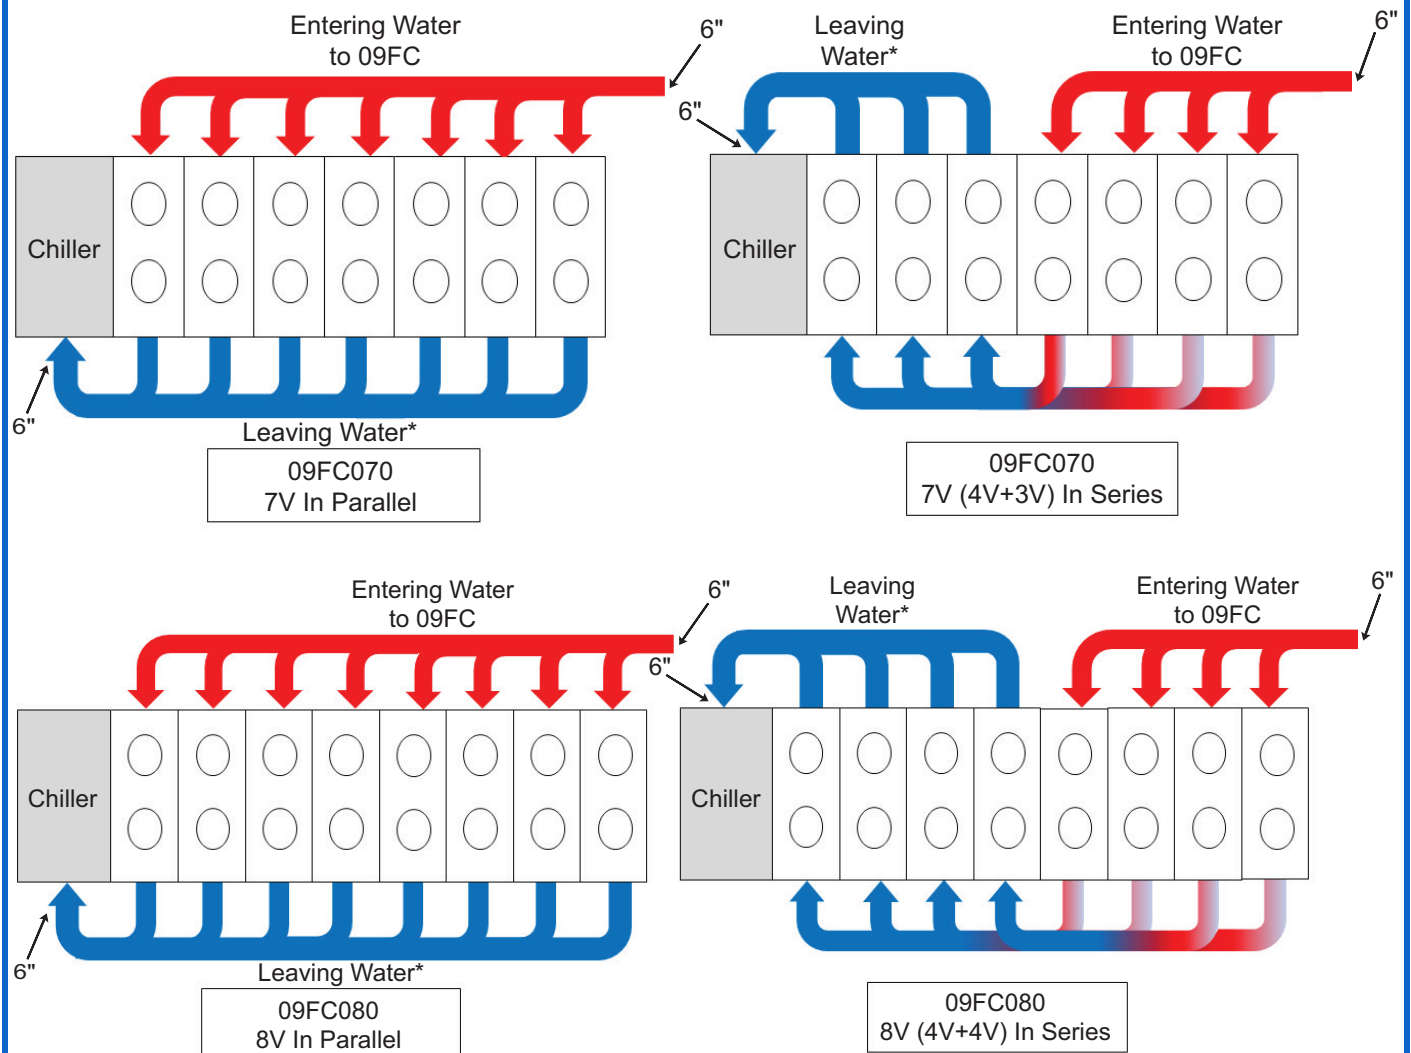 Entering Water
to 09FC
6"
Chiller
6"
Leaving Water*
09FC070
7V In Parallel
Leaving
Water*
Entering Water
to 09FC
6"
6"
Chiller
09FC070
7V (4V+3V) In Series
Entering Water
to 09FC
6"
Chiller
6"
Leaving Water*
09FC080
8V In Parallel
Leaving
Water*
Entering Water
to 09FC
6"
6"
Chiller
09FC080
8V (4V+4V) In Series